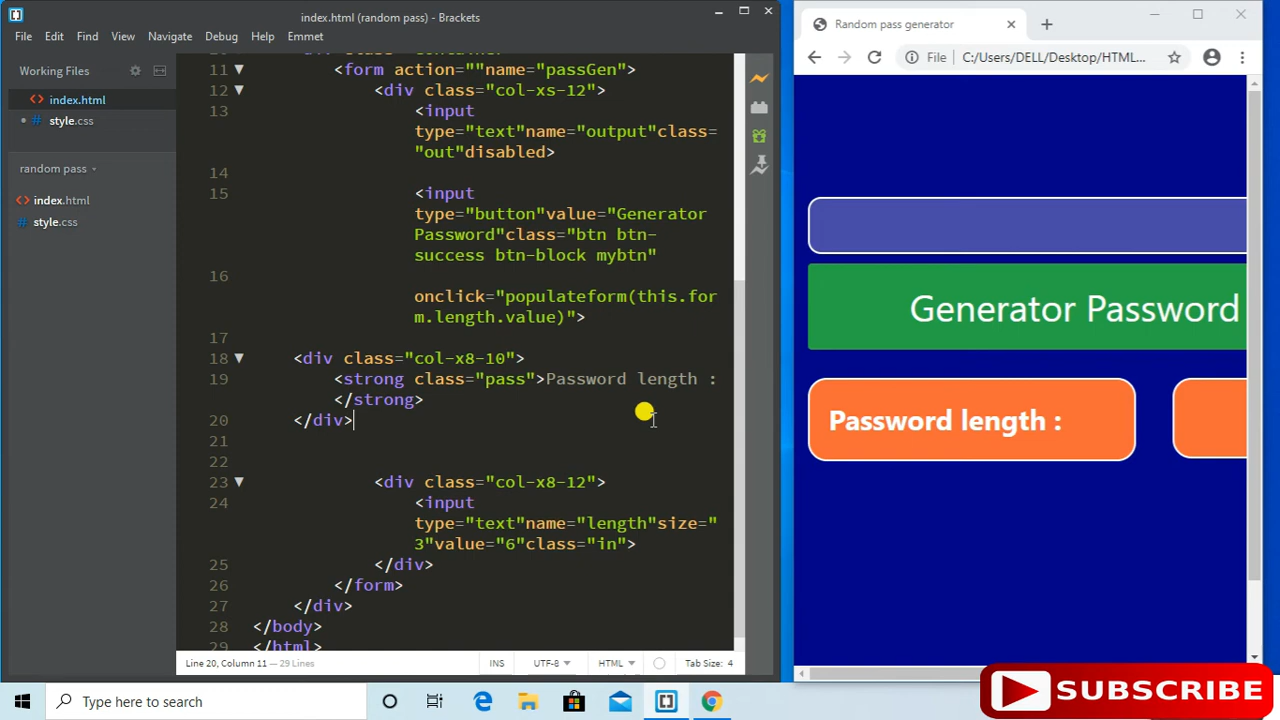 index.html (random pass) - Brackets
File Edit Find View Navigate Debug Help Emmet
Working Files
index.html
style.css
random pass
index.html
style.css
11 <form action=""name="passGen">
12 <div class="col-xs-12">
13 <input
type="text"name="output"class=
"out"disabled>
14
15 <input
type="button"value="Generator
Password"class="btn btn-
success btn-block mybtn"
16
onclick="populateform(this.for
m.length.value)">
17
18 <div class="col-x8-10">
19 <strong class="pass">Password length :
</strong>
20 </div>
21
22
23 <div class="col-x8-12">
24 <input
type="text"name="length"size="
3"value="6"class="in">
25 </div>
26 </form>
27 </div>
28 </body>
29 </html>
Line 20, Column 11 — 29 Lines
INS UTF-8 HTML Tab Size: 4
Random pass generator
File C:/Users/DELL/Desktop/HTML...
Generator Password
Password length :
Type here to search
SUBSCRIBE